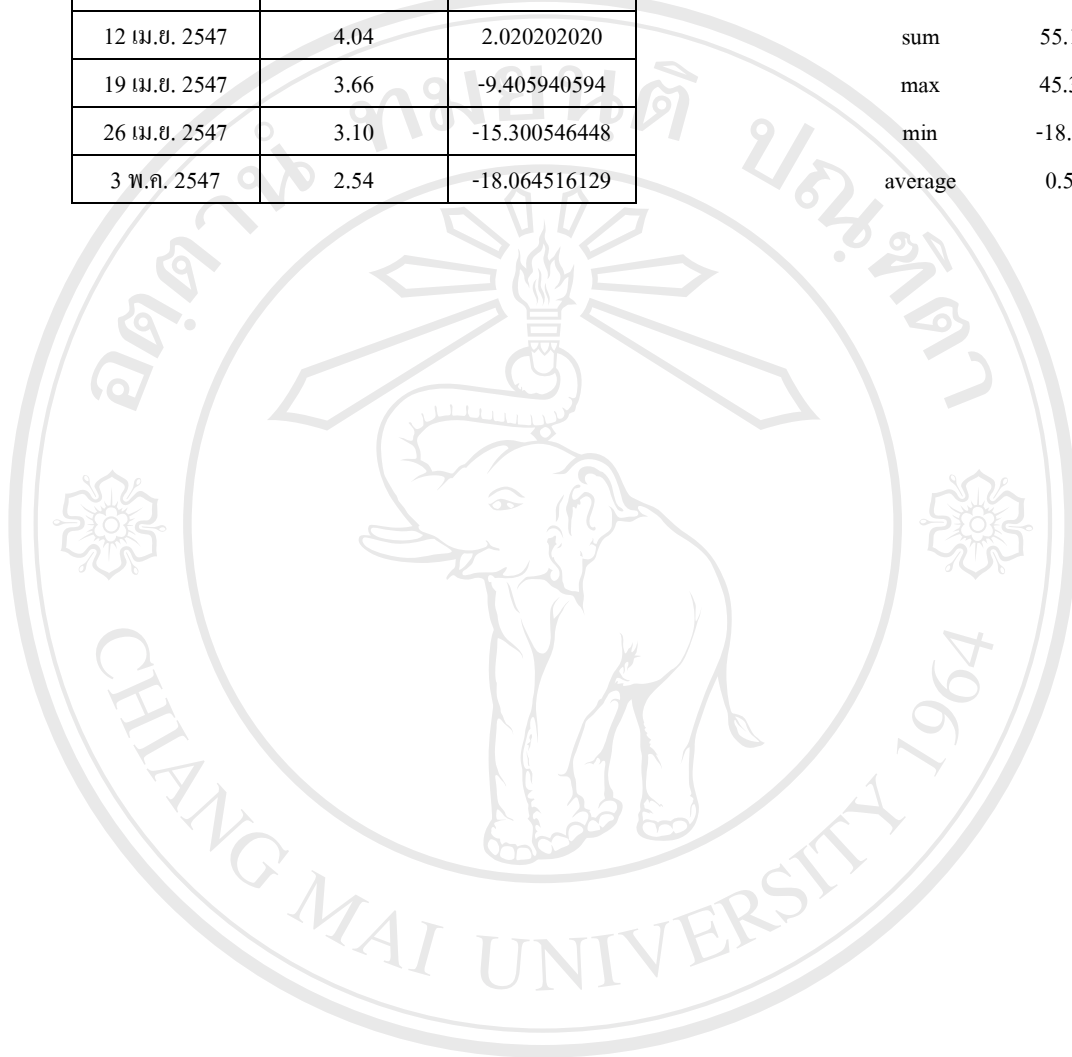 12 เม.ย. 2547 4.04 2.020202020 sum 55.
19 เม.ย. 2547 3.66 -9.405940594 max 45.
26 เม.ย. 2547 3.10 -15.300546448 min -18.
3 พ.ค. 2547 2.54 -18.064516129 average 0.5
CHIANG MAI UNIVERSITY 1964